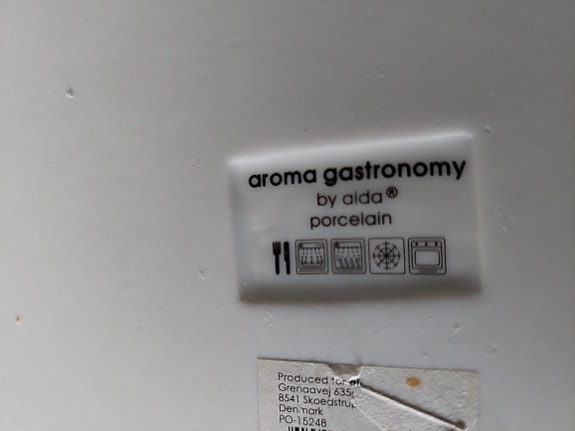 aroma gastronomy
by aida®
porcelain
Produced for
Grenaavej 635
8541 Skoedstrup
Denmark
PO-15248